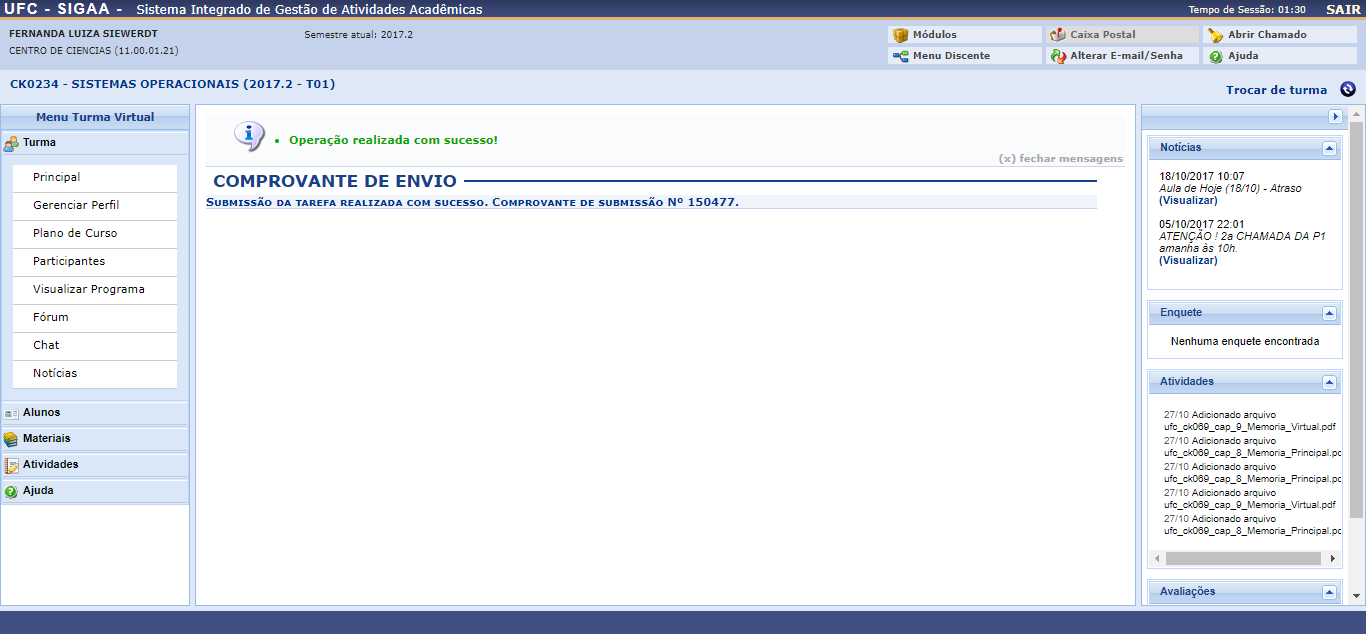 UFC - SIGAA - Sistema Integrado de Gestão de Atividades Acadêmicas
Tempo de Sessão: 01:30 SAIR
FERNANDA LUIZA SIEWERDT
Semestre atual: 2017.2
CENTRO DE CIENCIAS (11.00.01.21)
Módulos
Caixa Postal
Abrir Chamado
Menu Discente
Alterar E-mail/Senha
Ajuda
CK0234 - SISTEMAS OPERACIONAIS (2017.2 - T01)
Trocar de turma
Menu Turma Virtual
Turma
Principal
Gerenciar Perfil
Plano de Curso
Participantes
Visualizar Programa
Fórum
Chat
Notícias
Alunos
Materiais
Atividades
Ajuda
Operação realizada com sucesso!
(x) fechar mensagens
COMPROVANTE DE ENVIO
SUBMISSÃO DA TAREFA REALIZADA COM SUCESSO. COMPROVANTE DE SUBMISSÃO Nº 150477.
Notícias
18/10/2017 10:07
Aula de Hoje (18/10) - Atraso
(Visualizar)
05/10/2017 22:01
ATENÇÃO ! 2a CHAMADA DA P1
amanha às 10h.
(Visualizar)
Enquete
Nenhuma enquete encontrada
Atividades
27/10 Adicionado arquivo
ufc_ck069_cap_9_Memoria_Virtual.pdf
27/10 Adicionado arquivo
ufc_ck069_cap_8_Memoria_Principal.pd
27/10 Adicionado arquivo
ufc_ck069_cap_8_Memoria_Principal.pd
27/10 Adicionado arquivo
ufc_ck069_cap_9_Memoria_Virtual.pdf
27/10 Adicionado arquivo
ufc_ck069_cap_8_Memoria_Principal.pd
Avaliações